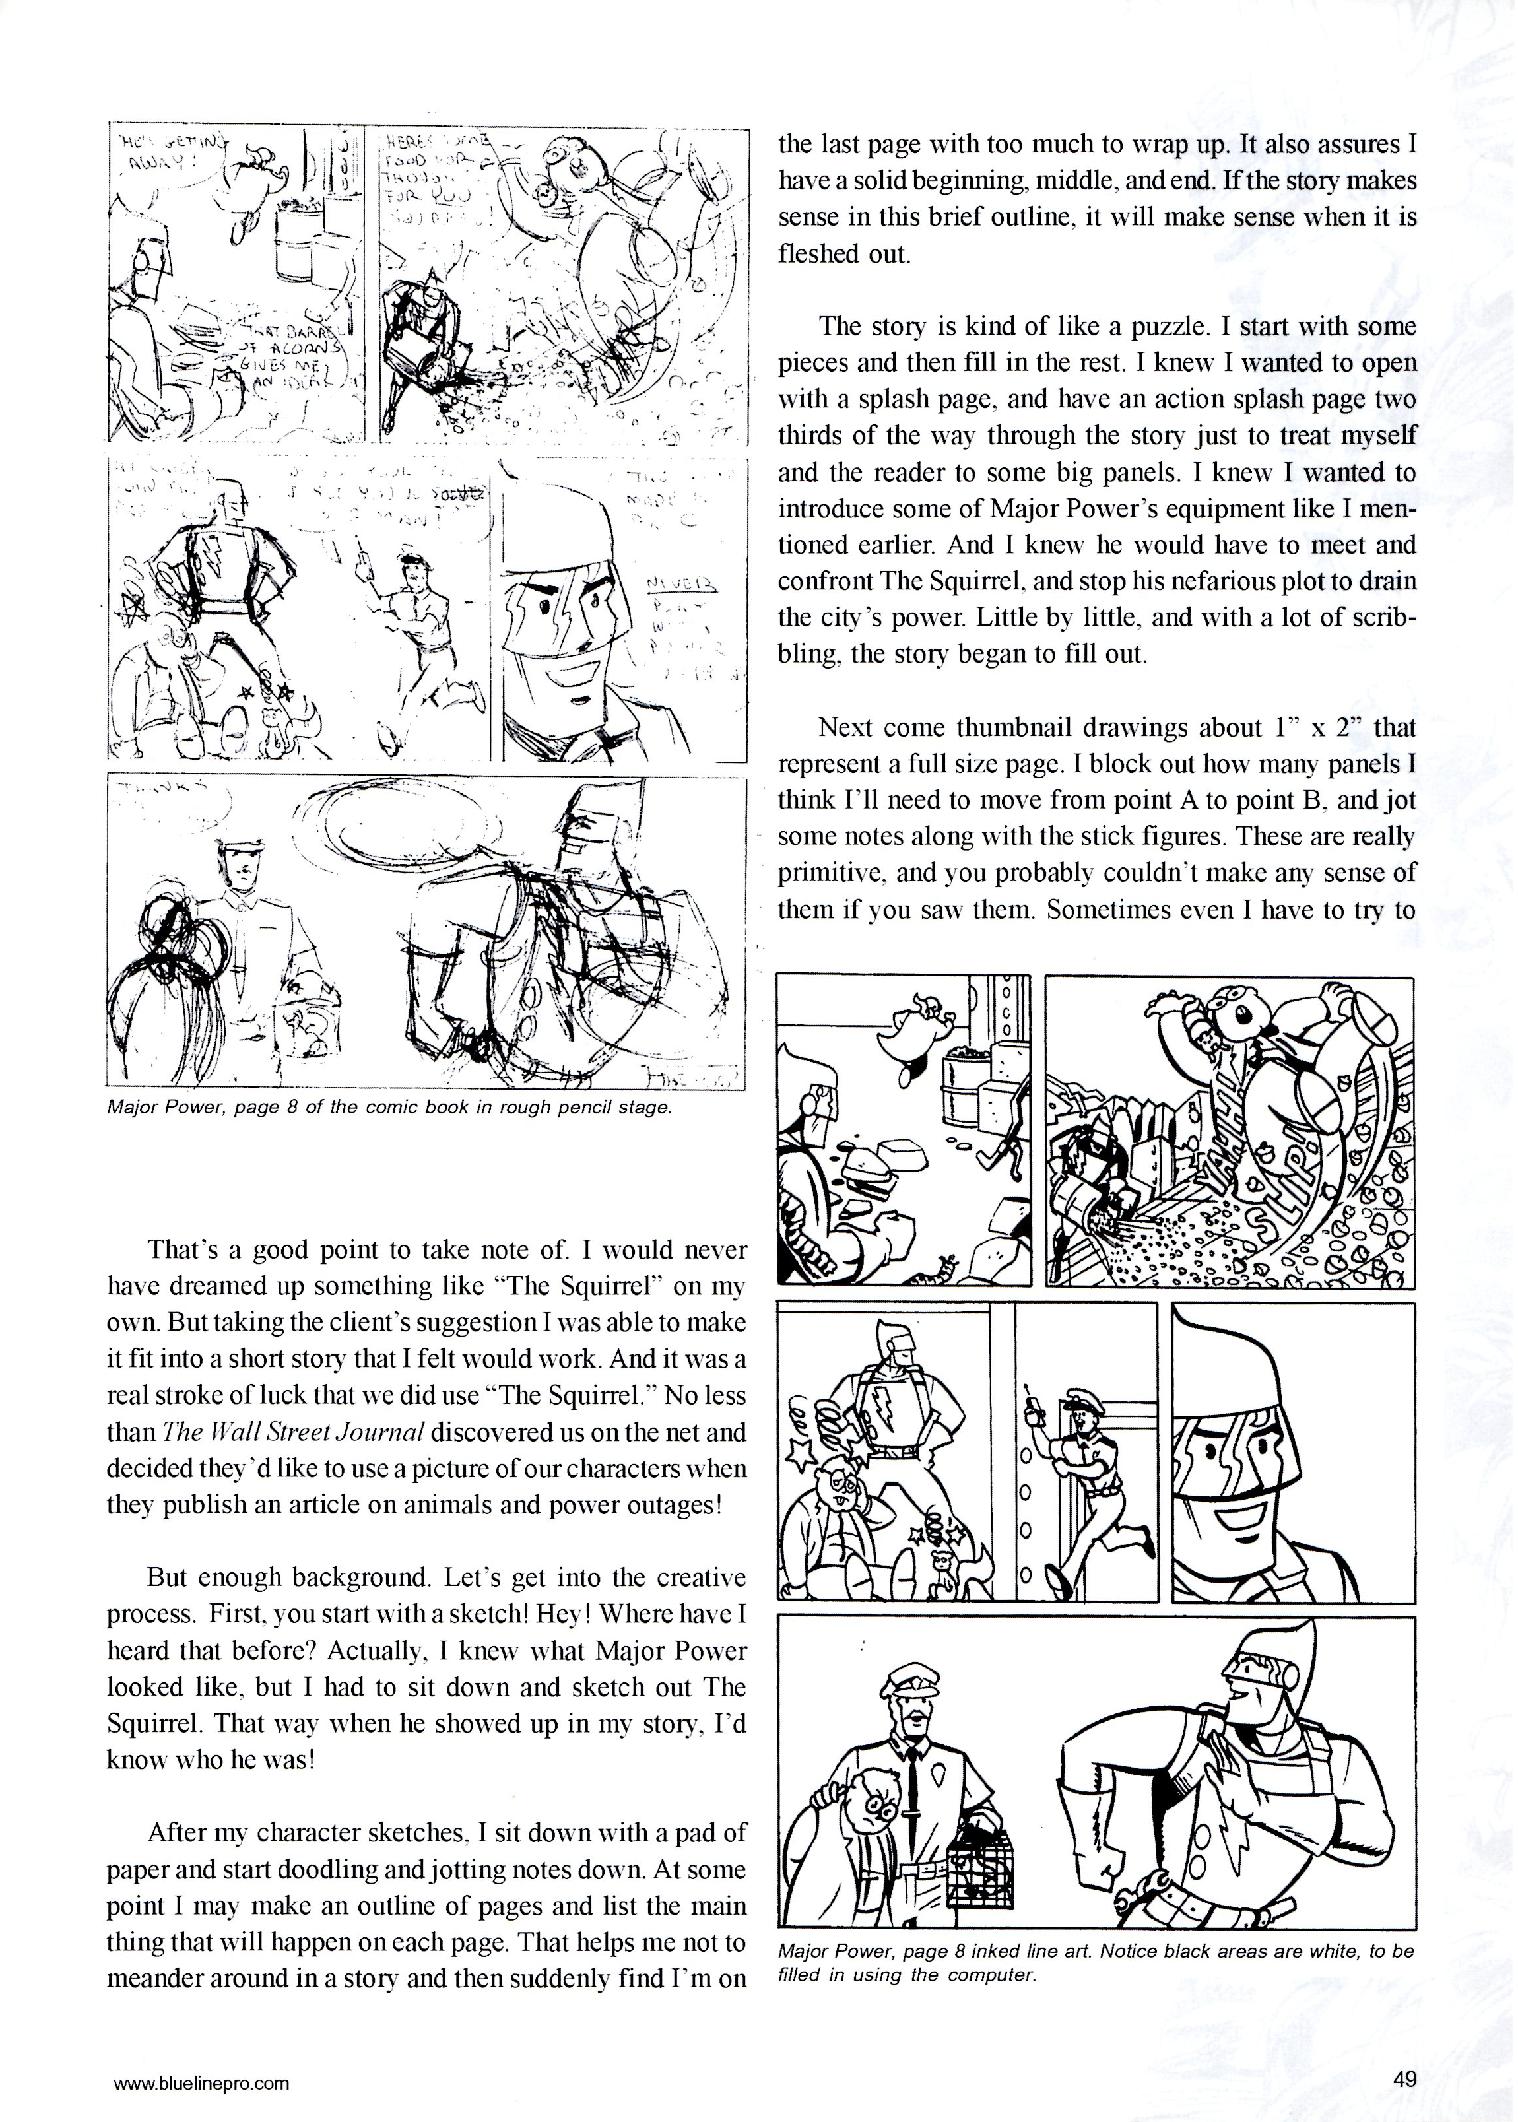 "HE'S GETTING
AWAY!
THAT BARREL
OF ACORNS
GIVES ME
AN IDEA!
HERE'S SOME
FOOD FOR
FOR YOU
NEVER
THANKS
Major Power, page 8 of the comic book in rough pencil stage.
That's a good point to take note of. I would never
have dreamed up something like “The Squirrel” on my
own. But taking the client's suggestion I was able to make
it fit into a short story that I felt would work. And it was a
real stroke of luck that we did use “The Squirrel.” No less
than The Wall Street Journal discovered us on the net and
decided they'd like to use a picture of our characters when
they publish an article on animals and power outages!
But enough background. Let's get into the creative
process. First, you start with a sketch! Hey! Where have I
heard that before? Actually, I knew what Major Power
looked like, but I had to sit down and sketch out The
Squirrel. That way when he showed up in my story, I'd
know who he was!
After my character sketches, I sit down with a pad of
paper and start doodling and jotting notes down. At some
point I may make an outline of pages and list the main
thing that will happen on each page. That helps me not to
meander around in a story and then suddenly find I'm on
the last page with too much to wrap up. It also assures I
have a solid beginning, middle, and end. If the story makes
sense in this brief outline, it will make sense when it is
fleshed out.
The story is kind of like a puzzle. I start with some
pieces and then fill in the rest. I knew I wanted to open
with a splash page, and have an action splash page two
thirds of the way through the story just to treat myself
and the reader to some big panels. I knew I wanted to
introduce some of Major Power's equipment like I men-
tioned earlier. And I knew he would have to meet and
confront The Squirrel, and stop his nefarious plot to drain
the city's power. Little by little, and with a lot of scrib-
bling, the story began to fill out.
Next come thumbnail drawings about 1” x 2” that
represent a full size page. I block out how many panels I
think I'll need to move from point A to point B, and jot
some notes along with the stick figures. These are really
primitive, and you probably couldn't make any sense of
them if you saw them. Sometimes even I have to try to
YAHH!
SLIP!
Major Power, page 8 inked line art. Notice black areas are white, to be
filled in using the computer.
www.bluelinepro.com
49